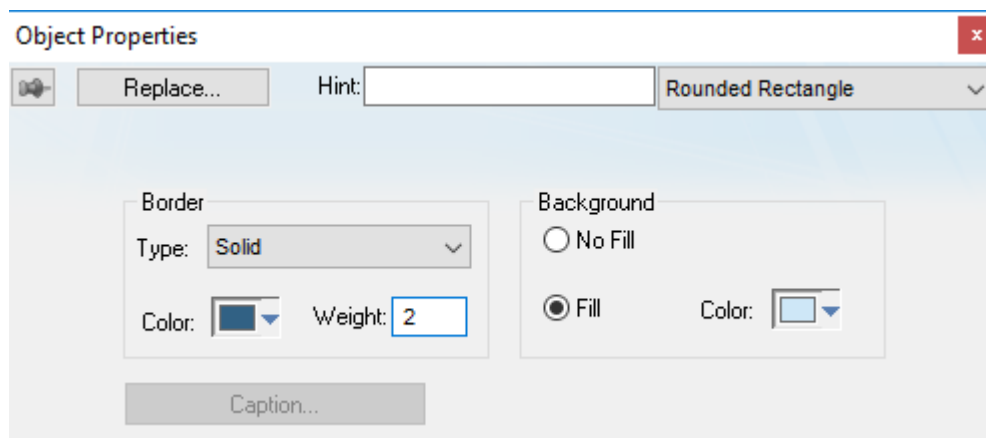 Object Properties
x
Replace... Hint: Rounded Rectangle
Border
Type: Solid
Color: Weight: 2
Background
No Fill
Fill Color:
Caption...